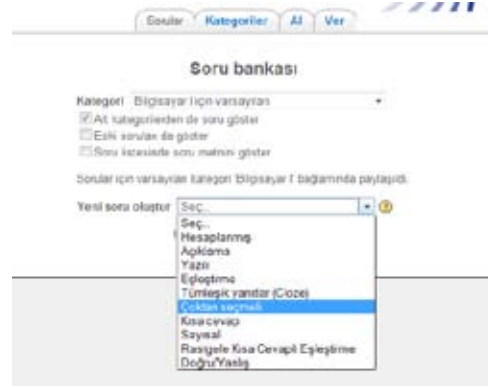 Sorular Kategoriler Al Ver
Soru bankası
Kategori Bilgisayar I için varsayılan
Alt kategorilerden de soru göster
Eski soruları da göster
Soru listesinde soru metnini göster
Sorular için varsayılan kategori 'Bilgisayar I' bağlamında paylaşıldı.
Yeni soru oluştur Seç...
Seç...
Hesaplanmış
Açıklama
Yazılı
Eşleştirme
Tümleşik yanıtlar (Cloze)
Çoktan seçmeli
Kısa cevap
Sayısal
Rastgele Kısa Cevaplı Eşleştirme
Doğru/Yanlış